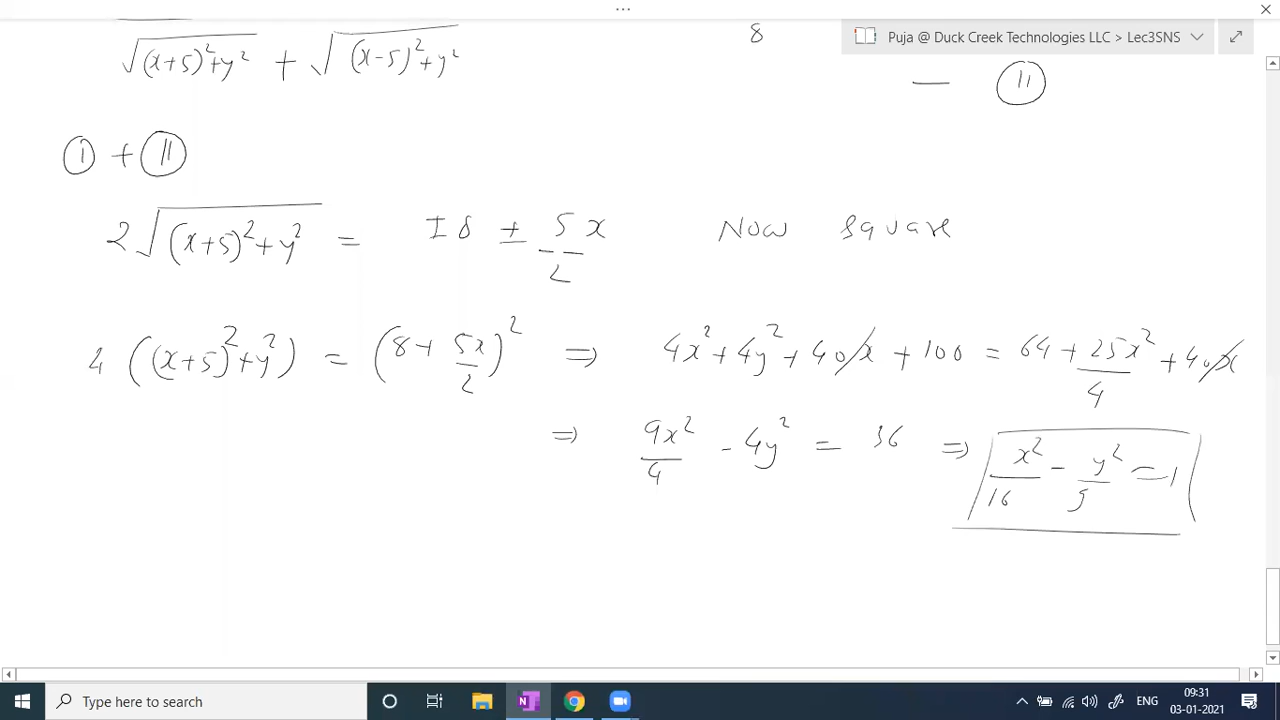 8
Puja @ Duck Creek Technologies LLC > Lec3SNS
√(x+5)²+y² + √(x-5)²+y²
— (II)
(I) + (II)
2√(x+5)²+y² = ±8 ± 5x/2 Now square
4((x+5)²+y²) = (8+5x/2)² ⇒ 4x²+4y²+40x+100 = 64+25x²/4+40x
⇒ 9x²/4 - 4y² = 36 ⇒ x²/16 - y²/9 = 1
Type here to search
ENG
09:31
03-01-2021